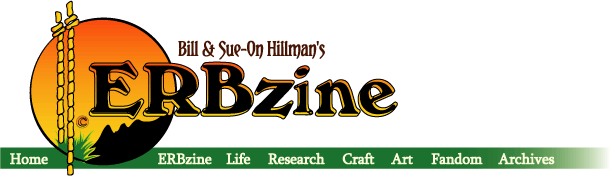 Bill & Sue-On Hillman's
ERBzine
©
Home ERBzine Life Research Craft Art Fandom Archives